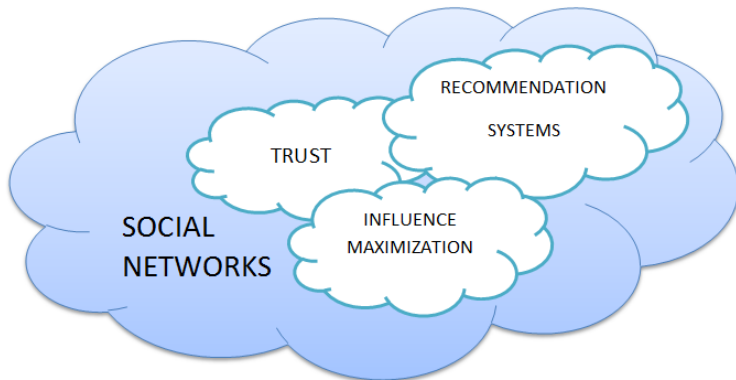 RECOMMENDATION
SYSTEMS
TRUST
INFLUENCE
MAXIMIZATION
SOCIAL
NETWORKS